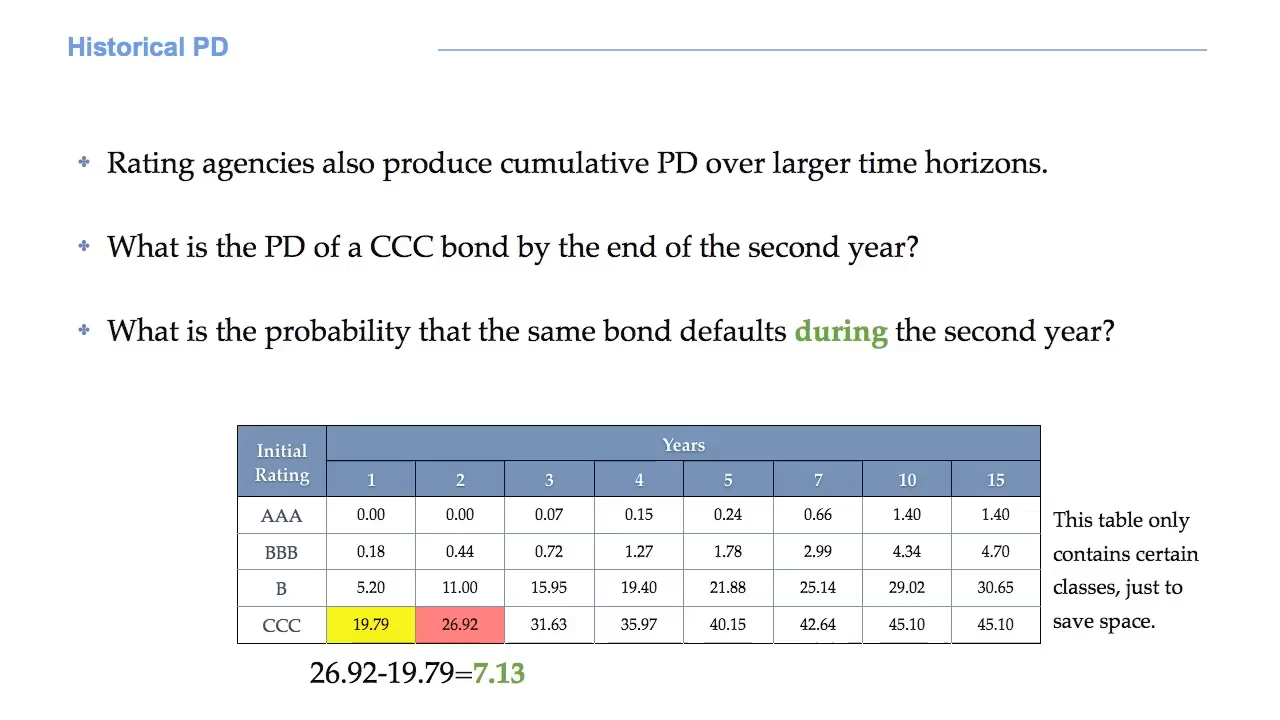 Historical PD
Rating agencies also produce cumulative PD over larger time horizons.
What is the PD of a CCC bond by the end of the second year?
What is the probability that the same bond defaults during the second year?
Initial Rating Years
1 2 3 4 5 7 10 15
AAA 0.00 0.00 0.07 0.15 0.24 0.66 1.40 1.40
BBB 0.18 0.44 0.72 1.27 1.78 2.99 4.34 4.70
B 5.20 11.00 15.95 19.40 21.88 25.14 29.02 30.65
CCC 19.79 26.92 31.63 35.97 40.15 42.64 45.10 45.10
This table only
contains certain
classes, just to
save space.
26.92-19.79=7.13